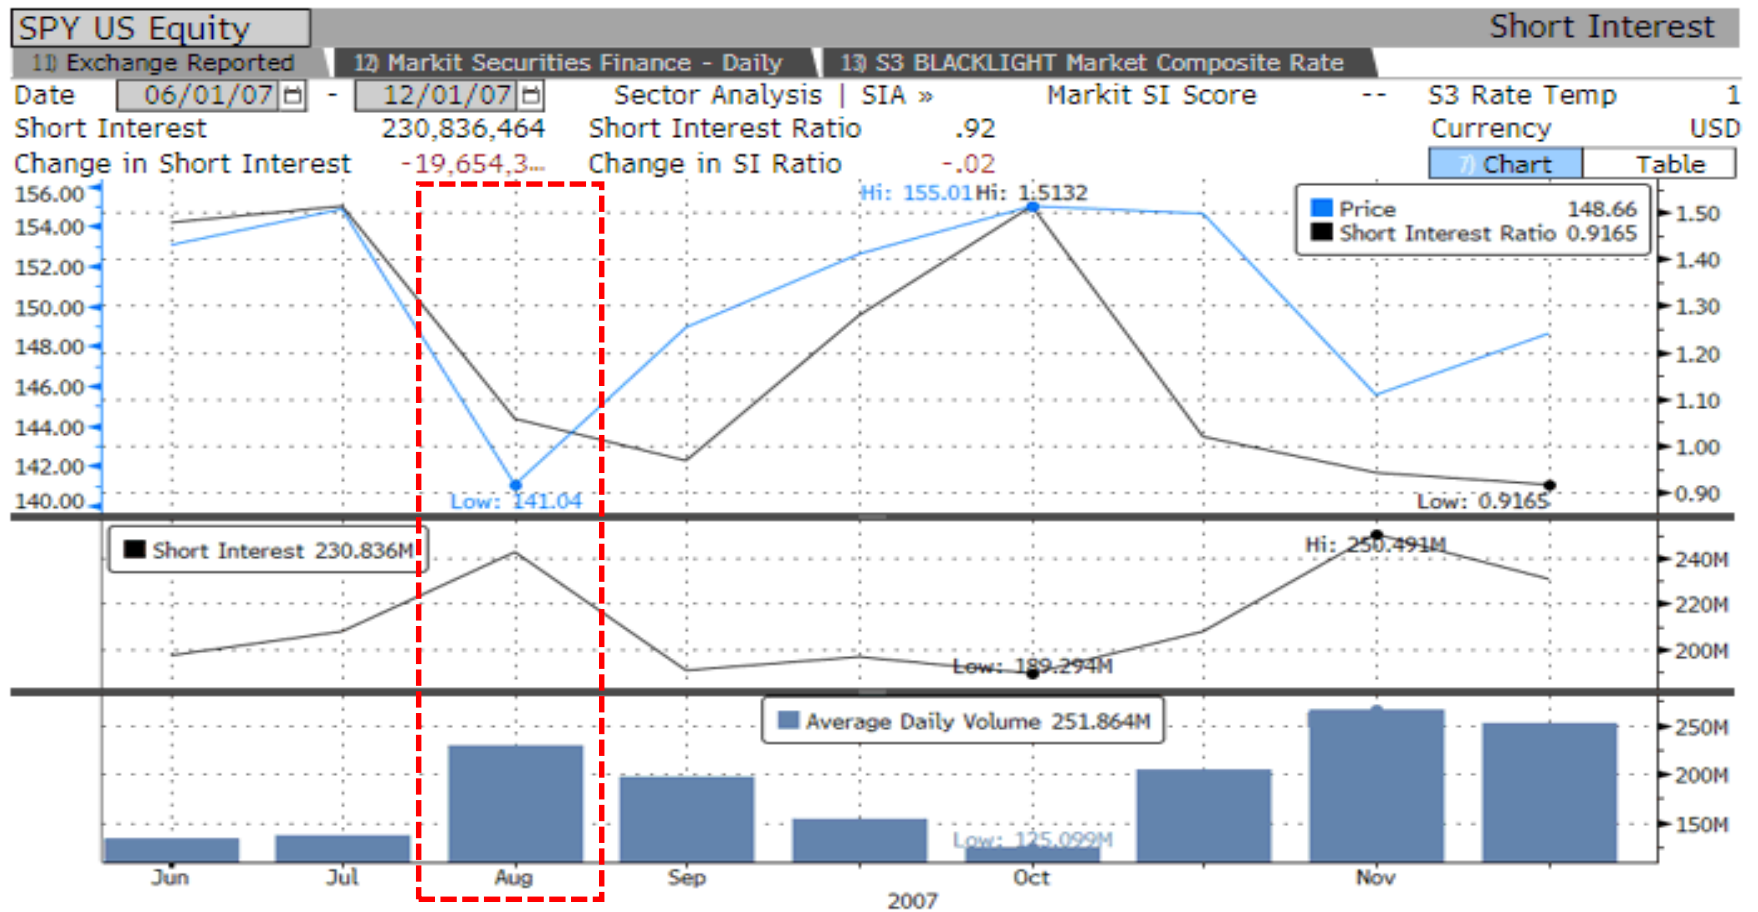 SPY US Equity Short Interest
11) Exchange Reported 12) Markit Securities Finance - Daily 13) S3 BLACKLIGHT Market Composite Rate
Date 06/01/07 - 12/01/07 Sector Analysis | SIA » Markit SI Score -- S3 Rate Temp 1
Short Interest 230,836,464 Short Interest Ratio .92 Currency USD
Change in Short Interest -19,654,3… Change in SI Ratio -.02 7) Chart Table
Hi: 155.01 Hi: 1.5132
Price 148.66
Short Interest Ratio 0.9165
156.00
154.00
152.00
150.00
148.00
146.00
144.00
142.00
140.00
1.50
1.40
1.30
1.20
1.10
1.00
0.90
Low: 141.04
Low: 0.9165
Short Interest 230.836M
Hi: 250.491M
Low: 189.294M
240M
220M
200M
Average Daily Volume 251.864M
Low: 125.099M
250M
200M
150M
Jun Jul Aug Sep Oct Nov
2007